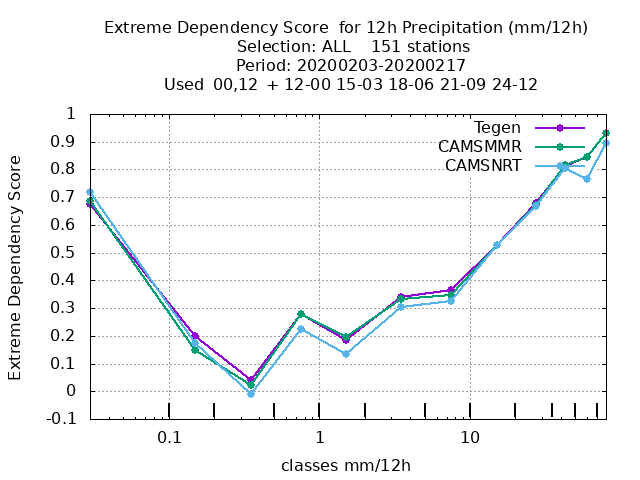 Extreme Dependency Score  for 12h Precipitation (mm/12h)
Selection: ALL    151 stations
Period: 20200203-20200217
Used  00,12  + 12-00 15-03 18-06 21-09 24-12
Tegen
CAMSMMR
CAMSNRT
1
0.9
0.8
0.7
0.6
0.5
0.4
0.3
0.2
0.1
0
-0.1
Extreme Dependency Score
0.1
1
10
classes mm/12h